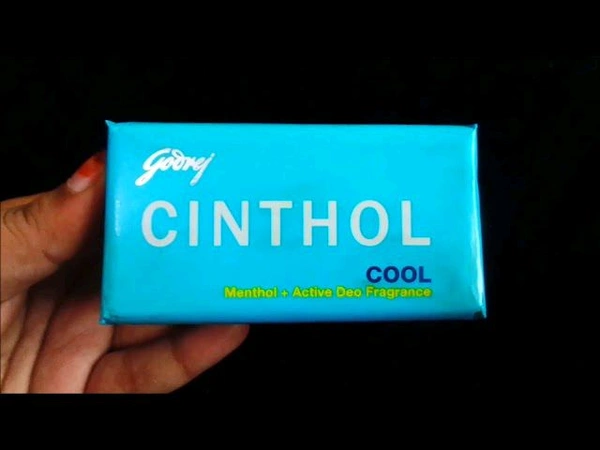 Godrej
CINTHOL
COOL
Menthol + Active Deo Fragrance